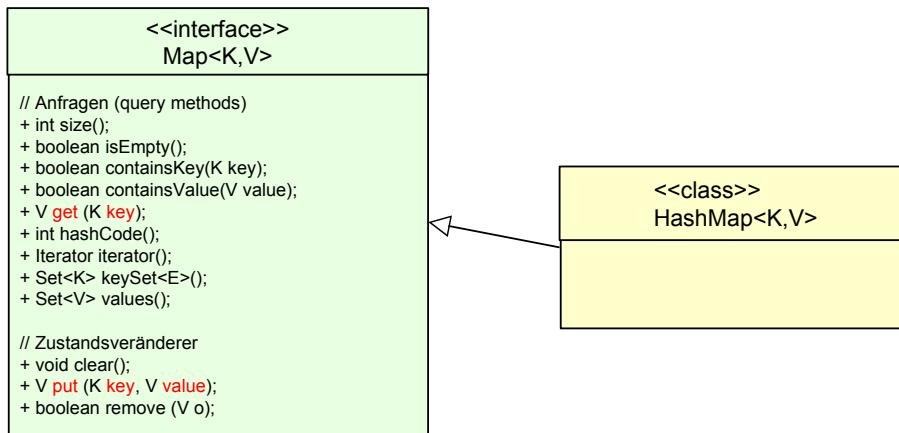 <<interface>>
Map<K,V>
// Anfragen (query methods)
+ int size();
+ boolean isEmpty();
+ boolean containsKey(K key);
+ boolean containsValue(V value);
+ V get (K key);
+ int hashCode();
+ Iterator iterator();
+ Set<K> keySet<E>();
+ Set<V> values();
// Zustandsveränderer
+ void clear();
+ V put (K key, V value);
+ boolean remove (V o);
<<class>>
HashMap<K,V>